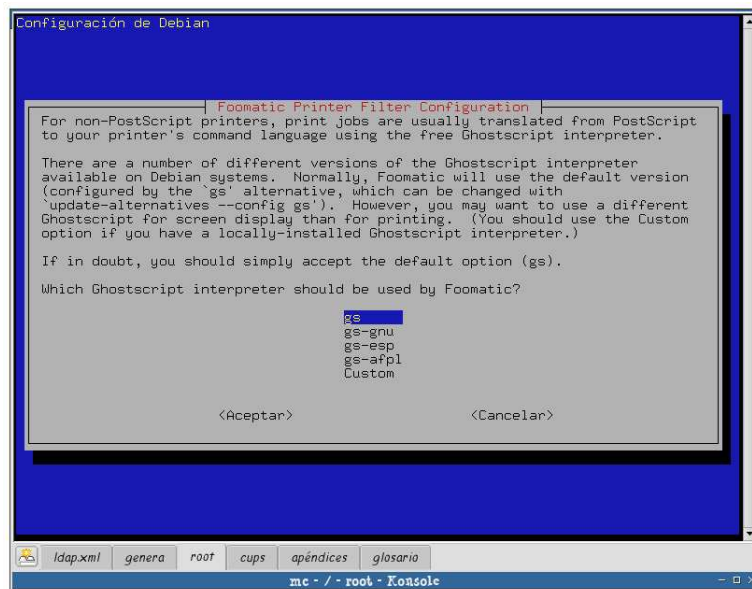 Configuración de Debian
Foomatic Printer Filter Configuration
For non-PostScript printers, print jobs are usually translated from PostScript
to your printer's command language using the free Ghostscript interpreter.
There are a number of different versions of the Ghostscript interpreter
available on Debian systems.  Normally, Foomatic will use the default version
(configured by the `gs' alternative, which can be changed with
`update-alternatives --config gs').  However, you may want to use a different
Ghostscript for screen display than for printing.  (You should use the Custom
option if you have a locally-installed Ghostscript interpreter.)
If in doubt, you should simply accept the default option (gs).
Which Ghostscript interpreter should be used by Foomatic?
gs
gs-gnu
gs-esp
gs-afpl
Custom
<Aceptar> <Cancelar>
ldap.xml genera root cups apéndices glosario
mc - / - root - Konsole